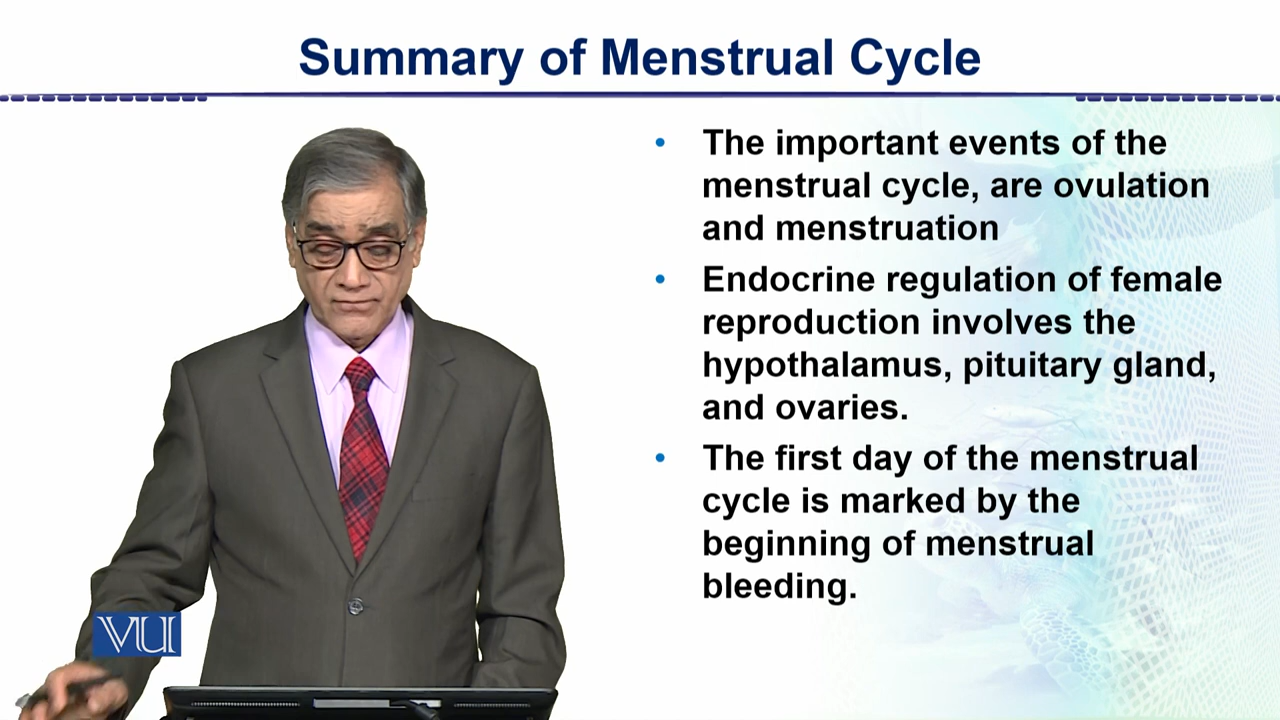 Summary of Menstrual Cycle
• The important events of the
menstrual cycle, are ovulation
and menstruation
• Endocrine regulation of female
reproduction involves the
hypothalamus, pituitary gland,
and ovaries.
• The first day of the menstrual
cycle is marked by the
beginning of menstrual
bleeding.
VU